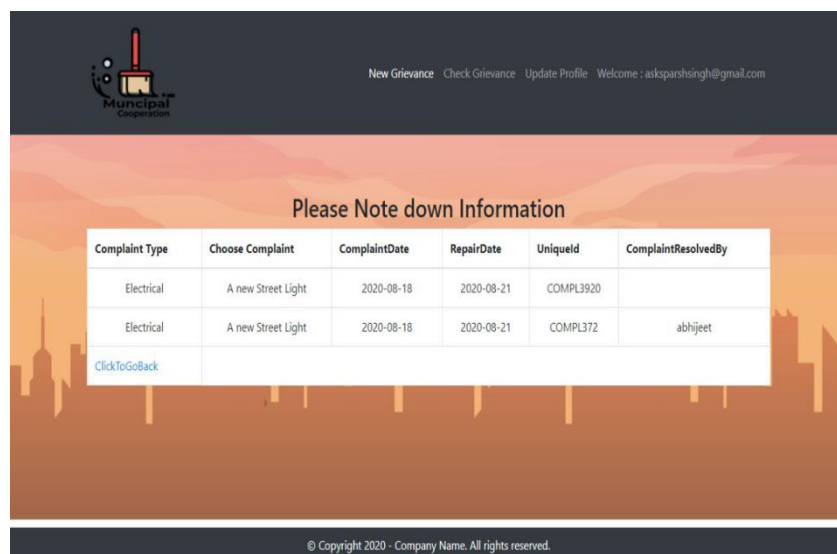 Muncipal
Cooperation
New Grievance Check Grievance Update Profile Welcome : asksparshsingh@gmail.com
Please Note down Information
Complaint Type Choose Complaint ComplaintDate RepairDate UniqueId ComplaintResolvedBy
Electrical A new Street Light 2020-08-18 2020-08-21 COMPL3920
Electrical A new Street Light 2020-08-18 2020-08-21 COMPL372 abhijeet
ClickToGoBack
© Copyright 2020 - Company Name. All rights reserved.